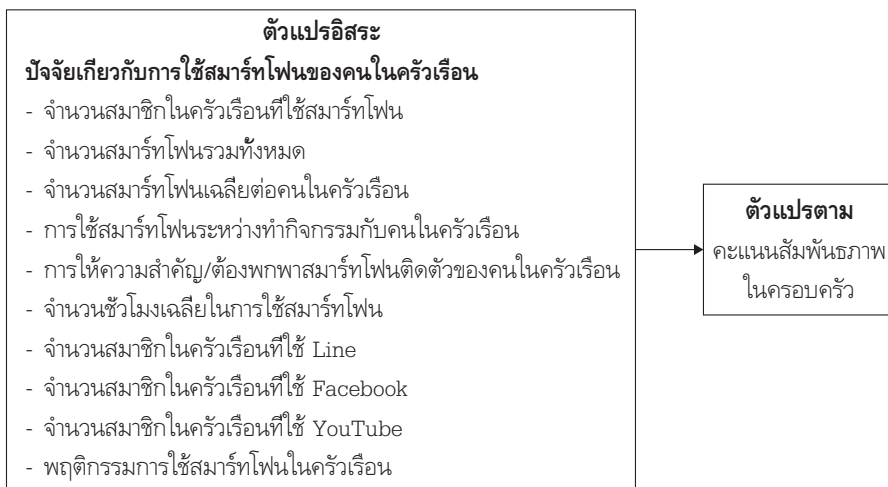 ตัวแปรอิสระ
ปัจจัยเกี่ยวกับการใช้สมาร์ทโฟนของคนในครัวเรือน
- จำนวนสมาชิกในครัวเรือนที่ใช้สมาร์ทโฟน
- จำนวนสมาร์ทโฟนรวมทั้งหมด
- จำนวนสมาร์ทโฟนเฉลี่ยต่อคนในครัวเรือน
- การใช้สมาร์ทโฟนระหว่างทำกิจกรรมกับคนในครัวเรือน
- การให้ความสำคัญ/ต้องพกพาสมาร์ทโฟนติดตัวของคนในครัวเรือน
- จำนวนชั่วโมงเฉลี่ยในการใช้สมาร์ทโฟน
- จำนวนสมาชิกในครัวเรือนที่ใช้ Line
- จำนวนสมาชิกในครัวเรือนที่ใช้ Facebook
- จำนวนสมาชิกในครัวเรือนที่ใช้ YouTube
- พฤติกรรมการใช้สมาร์ทโฟนในครัวเรือน
ตัวแปรตาม
คะแนนสัมพันธภาพ
ในครอบครัว